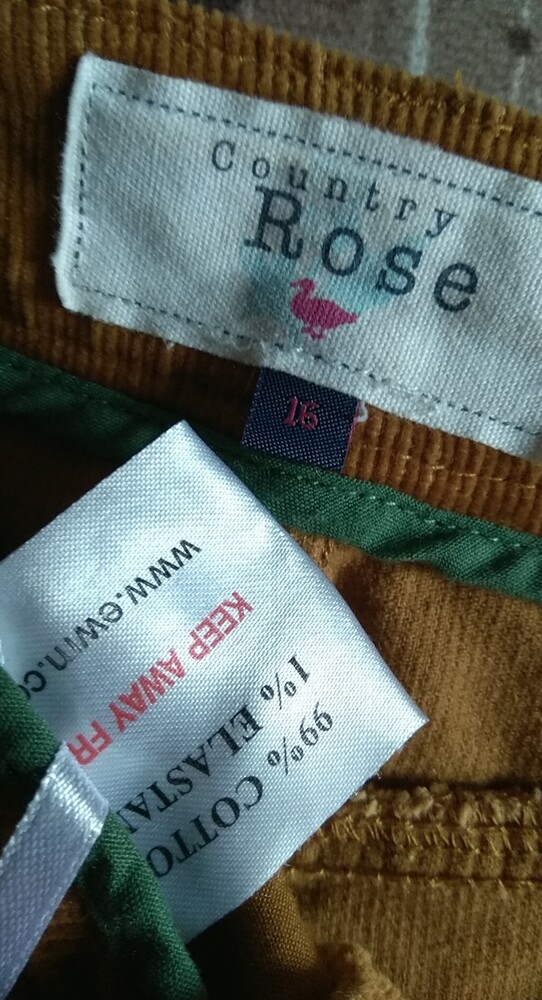 Country
Rose
16
99% COTTO
1% ELASTA
KEEP AWAY FR
www.ewm.co